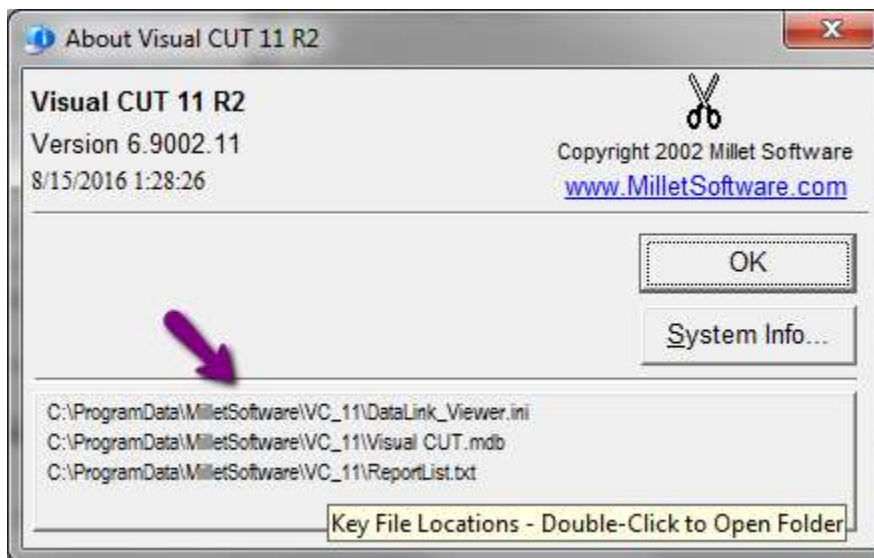 About Visual CUT 11 R2
Visual CUT 11 R2
Version 6.9002.11
8/15/2016 1:28:26
Copyright 2002 Millet Software
www.MilletSoftware.com
OK
System Info...
C:\ProgramData\MilletSoftware\VC_11\DataLink_Viewer.ini
C:\ProgramData\MilletSoftware\VC_11\Visual CUT.mdb
C:\ProgramData\MilletSoftware\VC_11\ReportList.txt
Key File Locations - Double-Click to Open Folder